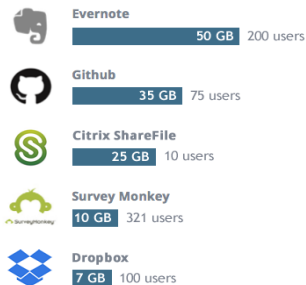 Evernote
50 GB 200 users
Github
35 GB 75 users
Citrix ShareFile
25 GB 10 users
Survey Monkey
SurveyMonkey
10 GB 321 users
Dropbox
7 GB 100 users